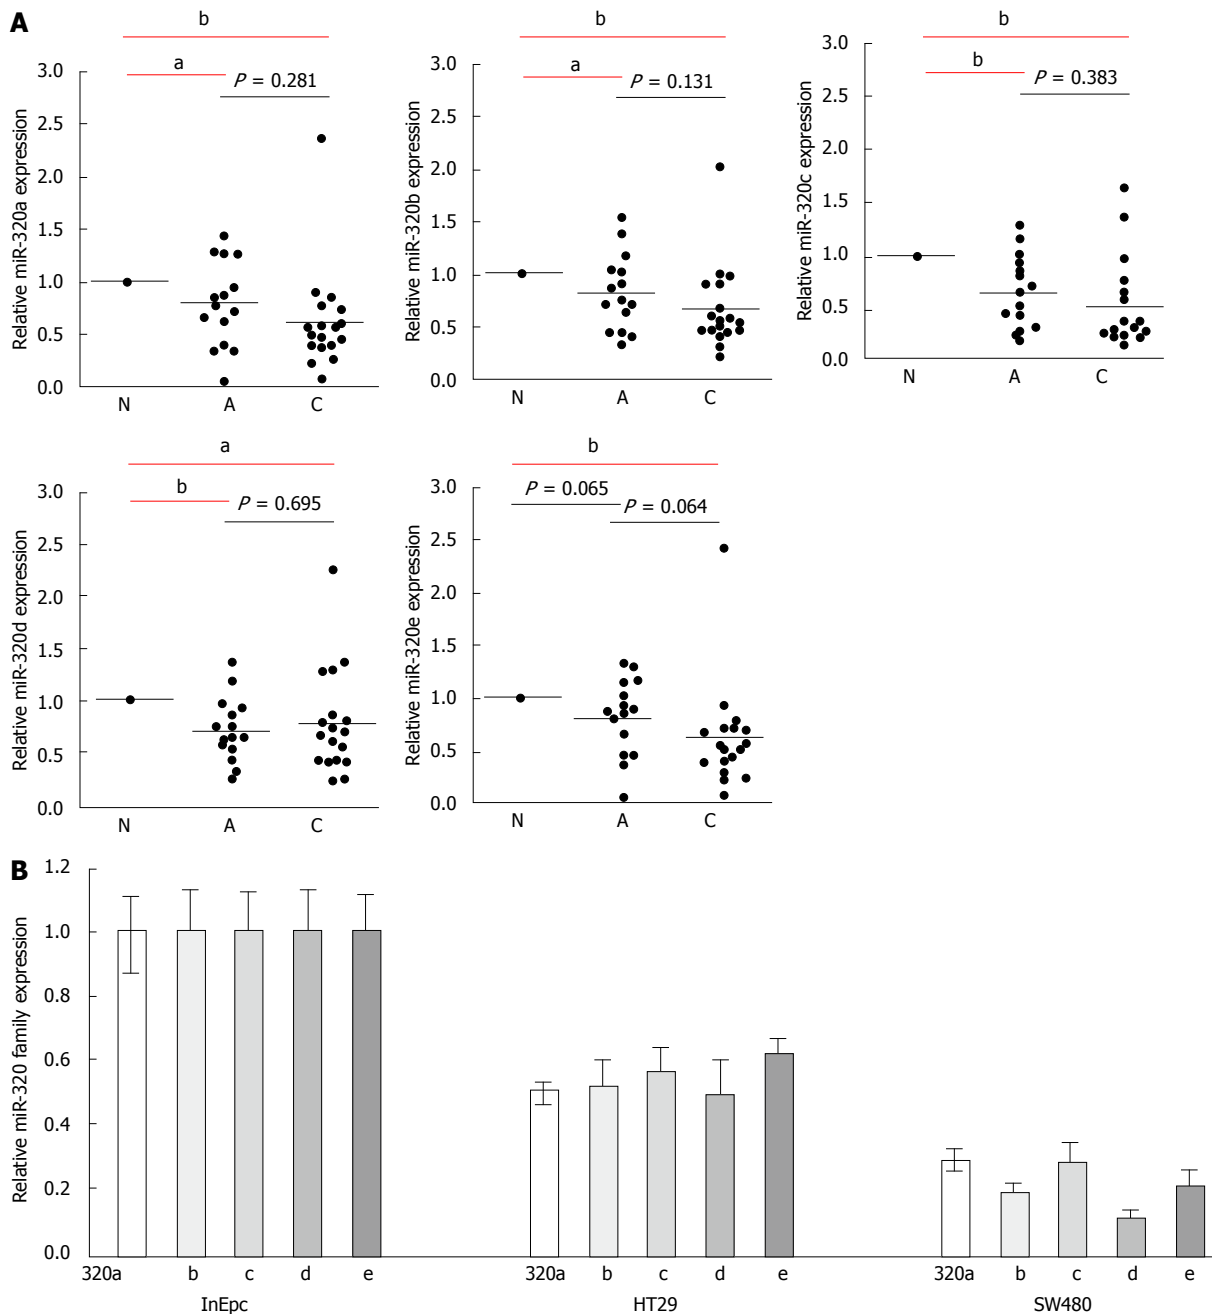 A
b
a
P = 0.281
3.0
2.5
2.0
1.5
1.0
0.5
0.0
Relative miR-320a expression
N A C
b
a
P = 0.131
3.0
2.5
2.0
1.5
1.0
0.5
0.0
Relative miR-320b expression
N A C
b
b
P = 0.383
3.0
2.5
2.0
1.5
1.0
0.5
0.0
Relative miR-320c expression
N A C
a
b
P = 0.695
3.0
2.5
2.0
1.5
1.0
0.5
0.0
Relative miR-320d expression
N A C
b
P = 0.065
P = 0.064
3.0
2.5
2.0
1.5
1.0
0.5
0.0
Relative miR-320e expression
N A C
B
1.2
1.0
0.8
0.6
0.4
0.2
0.0
Relative miR-320 family expression
320a b c d e 320a b c d e 320a b c d e
InEpc HT29 SW480